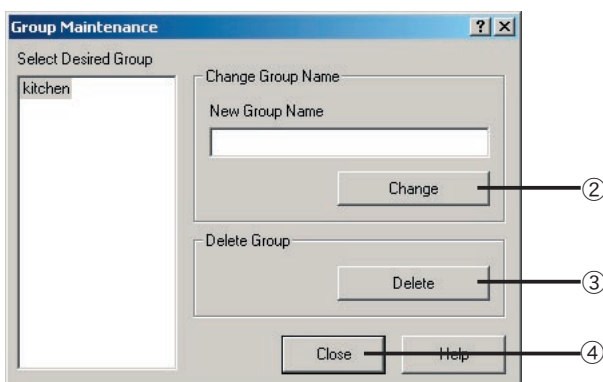 Group Maintenance
Select Desired Group
kitchen
Change Group Name
New Group Name
Change
②
Delete Group
Delete
③
Close
Help
④